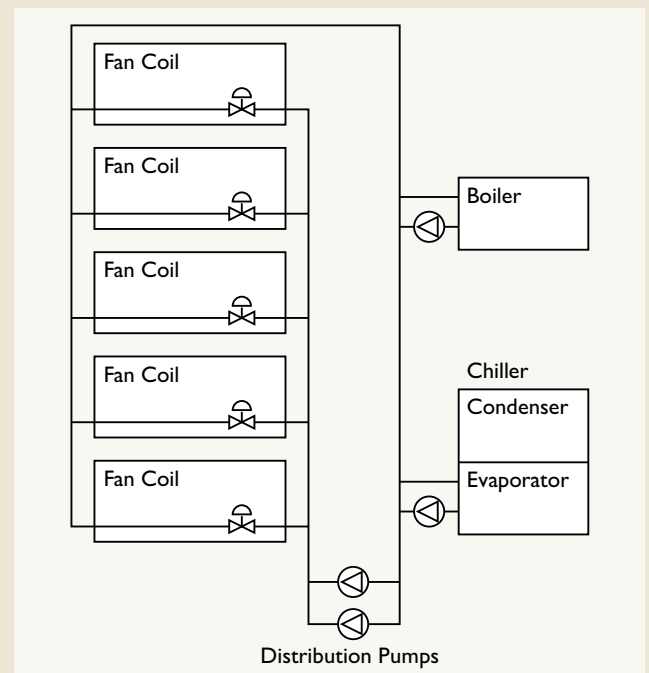 Fan Coil
Fan Coil
Fan Coil
Fan Coil
Fan Coil
Boiler
Chiller
Condenser
Evaporator
Distribution Pumps